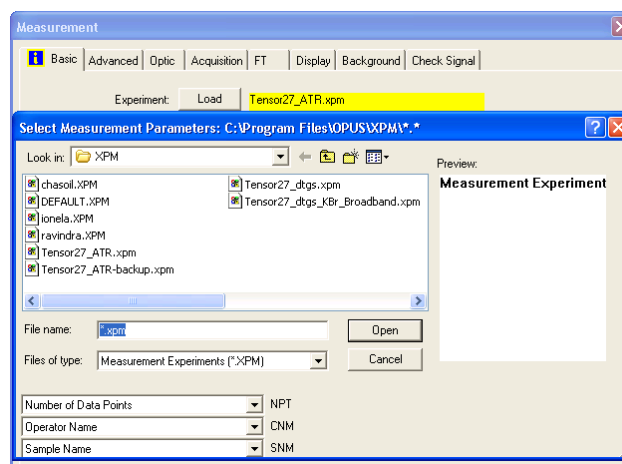 Measurement
Basic Advanced Optic Acquisition FT Display Background Check Signal
Experiment: Load Tensor27_ATR.xpm
Select Measurement Parameters: C:\Program Files\OPUS\XPM\*.*
Look in: XPM
Preview:
Measurement Experiment
chasoil.XPM Tensor27_dtgs.xpm
DEFAULT.XPM Tensor27_dtgs_KBr_Broadband.xpm
ionela.XPM
ravindra.XPM
Tensor27_ATR.xpm
Tensor27_ATR-backup.xpm
File name: *.xpm Open
Files of type: Measurement Experiments (*.XPM) Cancel
Number of Data Points NPT
Operator Name CNM
Sample Name SNM